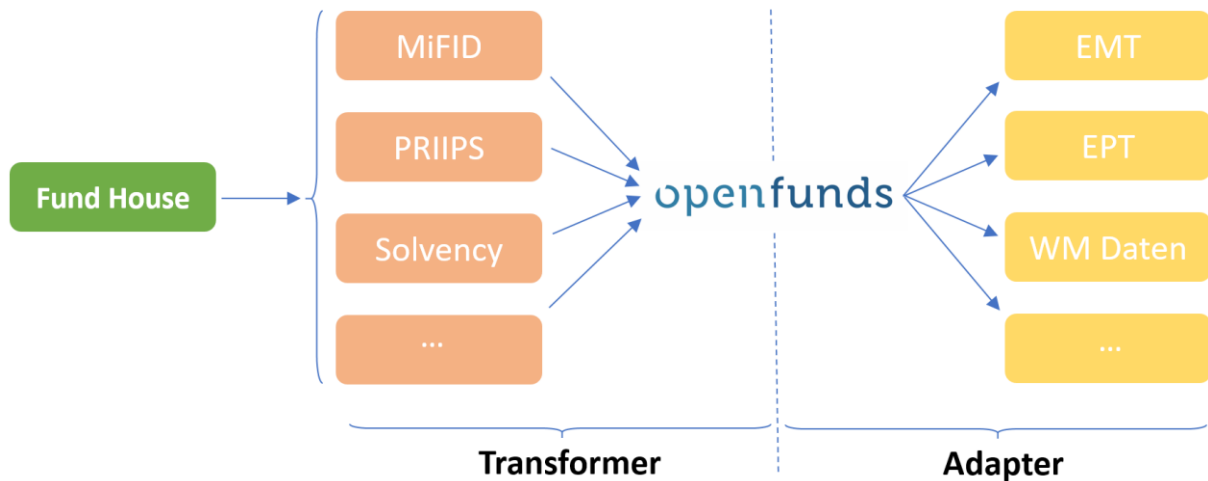 Fund House
MiFID
PRIIPS
Solvency
...
openfunds
EMT
EPT
WM Daten
...
Transformer
Adapter